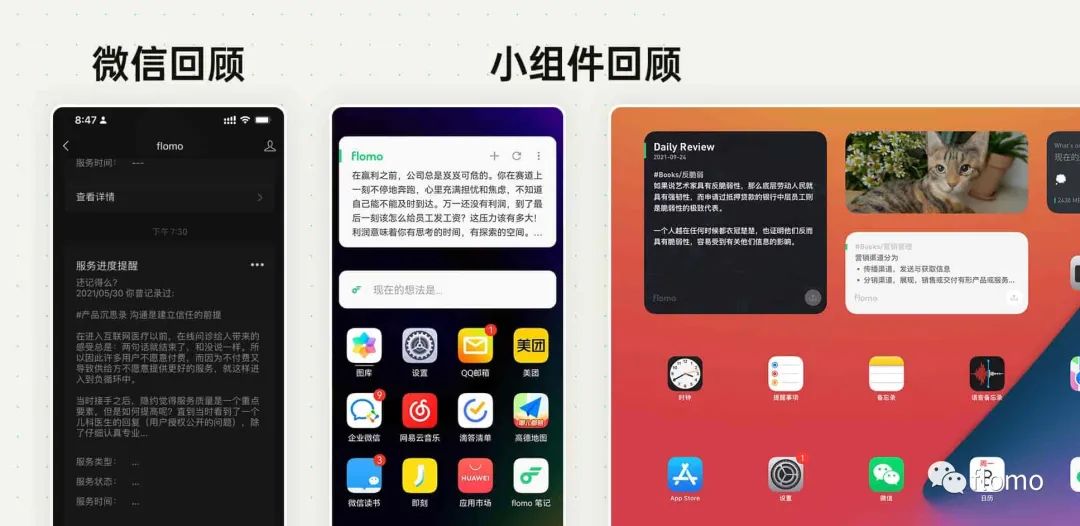 微信回顾
小组件回顾
8:47
flomo
服务时间： ---
查看详情
下午 7:30
服务进度提醒
还记得么？
2021/05/30 你曾记录过:
#产品沉思录 沟通是建立信任的前提
在进入互联网医疗以前，在线问诊给人带来的
感受总是：两句话就结束了，和没说一样。所
以因此许多用户不愿意付费，而因为不付费又
导致供给方不愿意提供更好的服务，就这样进
入到负循环中。
当时接手之后，隐约觉得服务质量是一个重点
要素。但是如何提高呢？直到当时看到了一个
儿科医生的回复（用户授权公开的问题），除
了仔细认真专业...
服务类型： ...
服务状态： ...
服务时间： ...
flomo
在赢利之前，公司总是岌岌可危的。你在赛道上
一刻不停地奔跑，心里充满担忧和焦虑，不知道
自己能不能及时到达。万一还没有利润，到了最
后一刻该怎么给员工发工资？这压力该有多大！
利润意味着你有思考的时间，有探索的空间。...
现在的想法是...
1
美团
图库
设置
QQ邮箱
美团
9
企业微信
网易云音乐
滴答清单
高德地图
3
HUAWEI
微信读书
即刻
应用市场
flomo 笔记
Daily Review
2021-09-24
#Books/反脆弱
如果说艺术家具有反脆弱性，那么底层劳动人民就
具有强韧性，而申请过抵押贷款的银行中层员工则
是脆弱性的极致代表。
一个人越在任何时候都衣冠楚楚，也证明他们反而
具有脆弱性，容易受到有关他们信息的影响。
flomo
#Books/营销管理
营销渠道分为
• 传播渠道，发送与获取信息
• 分销渠道，展现、销售或交付有形产品或服务...
flomo
What's o
现在的
2436 M
时钟
提醒事项
备忘录
语音备忘录
1
周一
App Store
设置
微信
日历
flomo